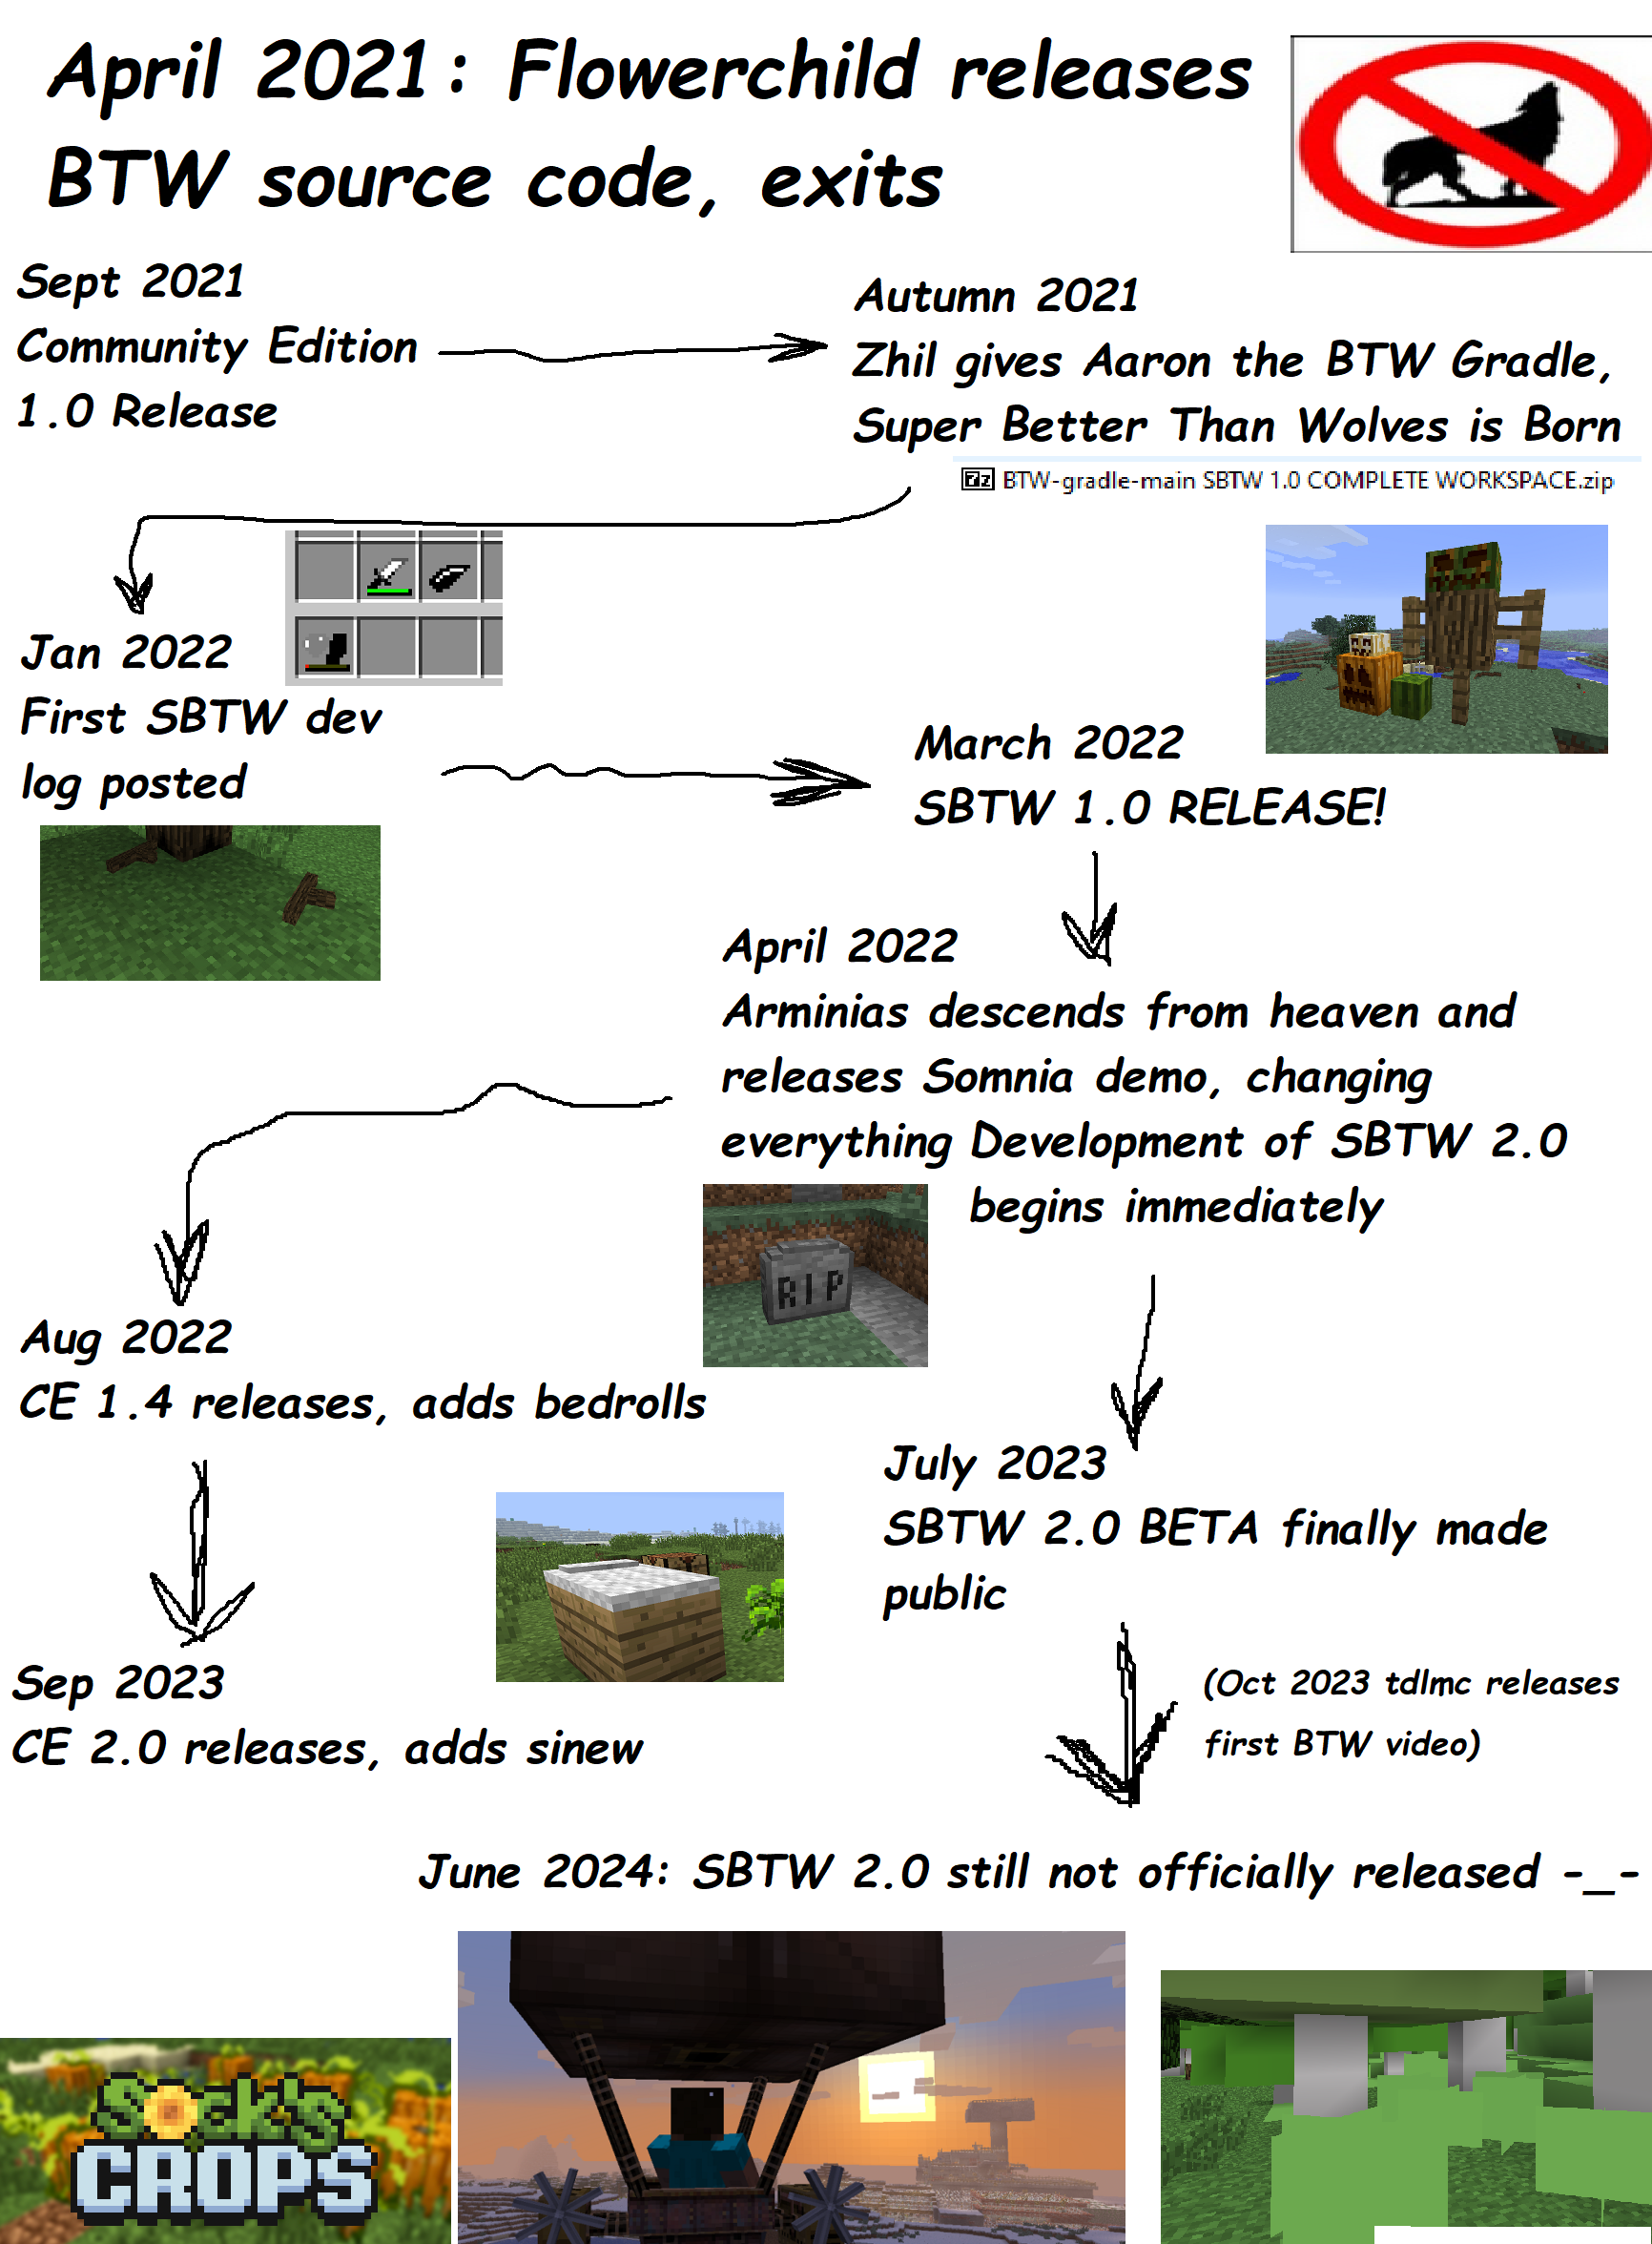 April 2021: Flowerchild releases
BTW source code, exits
Sept 2021
Community Edition
1.0 Release
Autumn 2021
Zhil gives Aaron the BTW Gradle,
Super Better Than Wolves is Born
7z BTW-gradle-main SBTW 1.0 COMPLETE WORKSPACE.zip
Jan 2022
First SBTW dev
log posted
March 2022
SBTW 1.0 RELEASE!
April 2022
Arminias descends from heaven and
releases Somnia demo, changing
everything Development of SBTW 2.0
begins immediately
RIP
Aug 2022
CE 1.4 releases, adds bedrolls
July 2023
SBTW 2.0 BETA finally made
public
Sep 2023
CE 2.0 releases, adds sinew
(Oct 2023 tdlmc releases
first BTW video)
June 2024: SBTW 2.0 still not officially released -_-
Sock's
CROPS